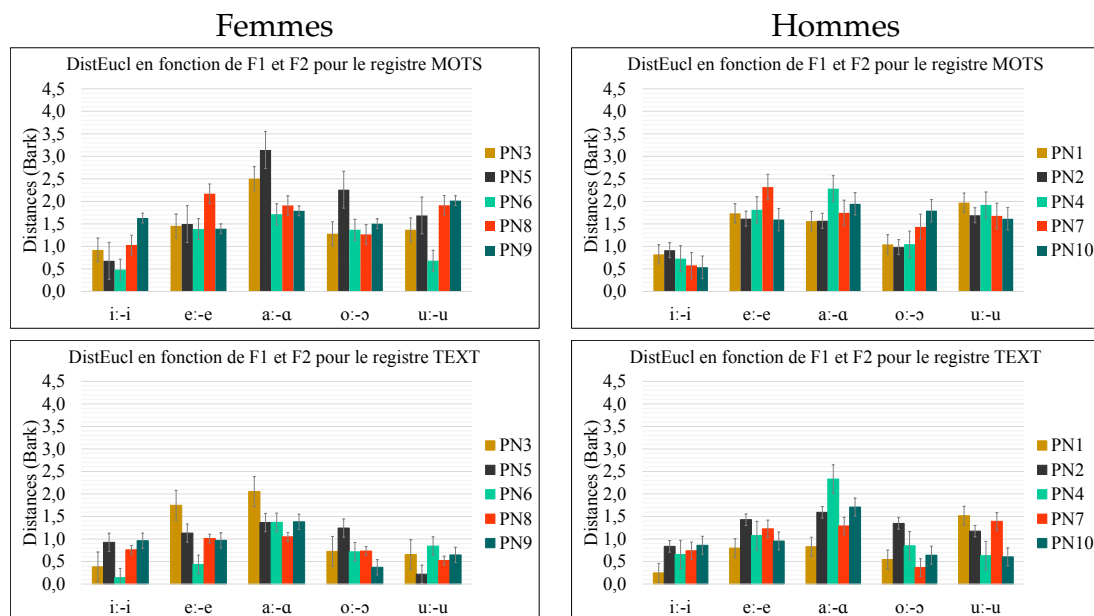 Femmes
Hommes
DistEucl en fonction de F1 et F2 pour le registre MOTS
Distances (Bark)
4,5
4,0
3,5
3,0
2,5
2,0
1,5
1,0
0,5
0,0
iː-i
eː-e
aː-ɑ
oː-ɔ
uː-u
PN3
PN5
PN6
PN8
PN9
DistEucl en fonction de F1 et F2 pour le registre MOTS
Distances (Bark)
4,5
4,0
3,5
3,0
2,5
2,0
1,5
1,0
0,5
0,0
iː-i
eː-e
aː-ɑ
oː-ɔ
uː-u
PN1
PN2
PN4
PN7
PN10
DistEucl en fonction de F1 et F2 pour le registre TEXT
Distances (Bark)
4,5
4,0
3,5
3,0
2,5
2,0
1,5
1,0
0,5
0,0
iː-i
eː-e
aː-ɑ
oː-ɔ
uː-u
PN3
PN5
PN6
PN8
PN9
DistEucl en fonction de F1 et F2 pour le registre TEXT
Distances (Bark)
4,5
4,0
3,5
3,0
2,5
2,0
1,5
1,0
0,5
0,0
iː-i
eː-e
aː-ɑ
oː-ɔ
uː-u
PN1
PN2
PN4
PN7
PN10